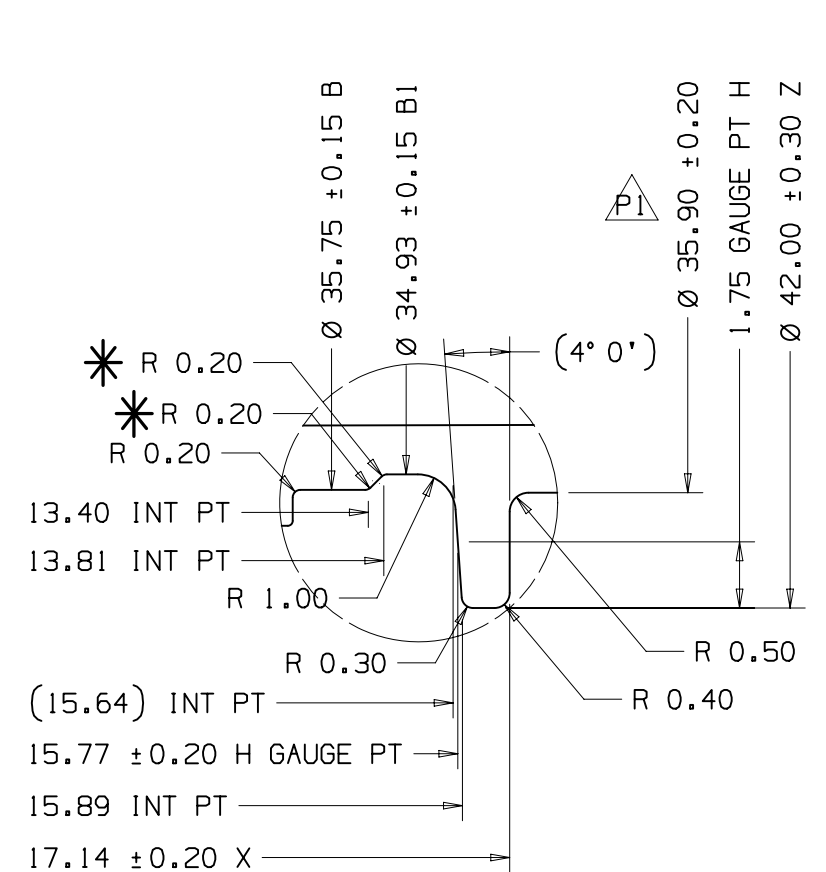 Ø 35.75 ±0.15 B
Ø 34.93 ±0.15 B1
P1
Ø 35.90 ±0.20
1.75 GAUGE PT H
Ø 42.00 ±0.30 Z
(4° 0')
R 0.20
R 0.20
R 0.20
13.40 INT PT
13.81 INT PT
R 1.00
R 0.30
R 0.50
R 0.40
(15.64) INT PT
15.77 ±0.20 H GAUGE PT
15.89 INT PT
17.14 ±0.20 X